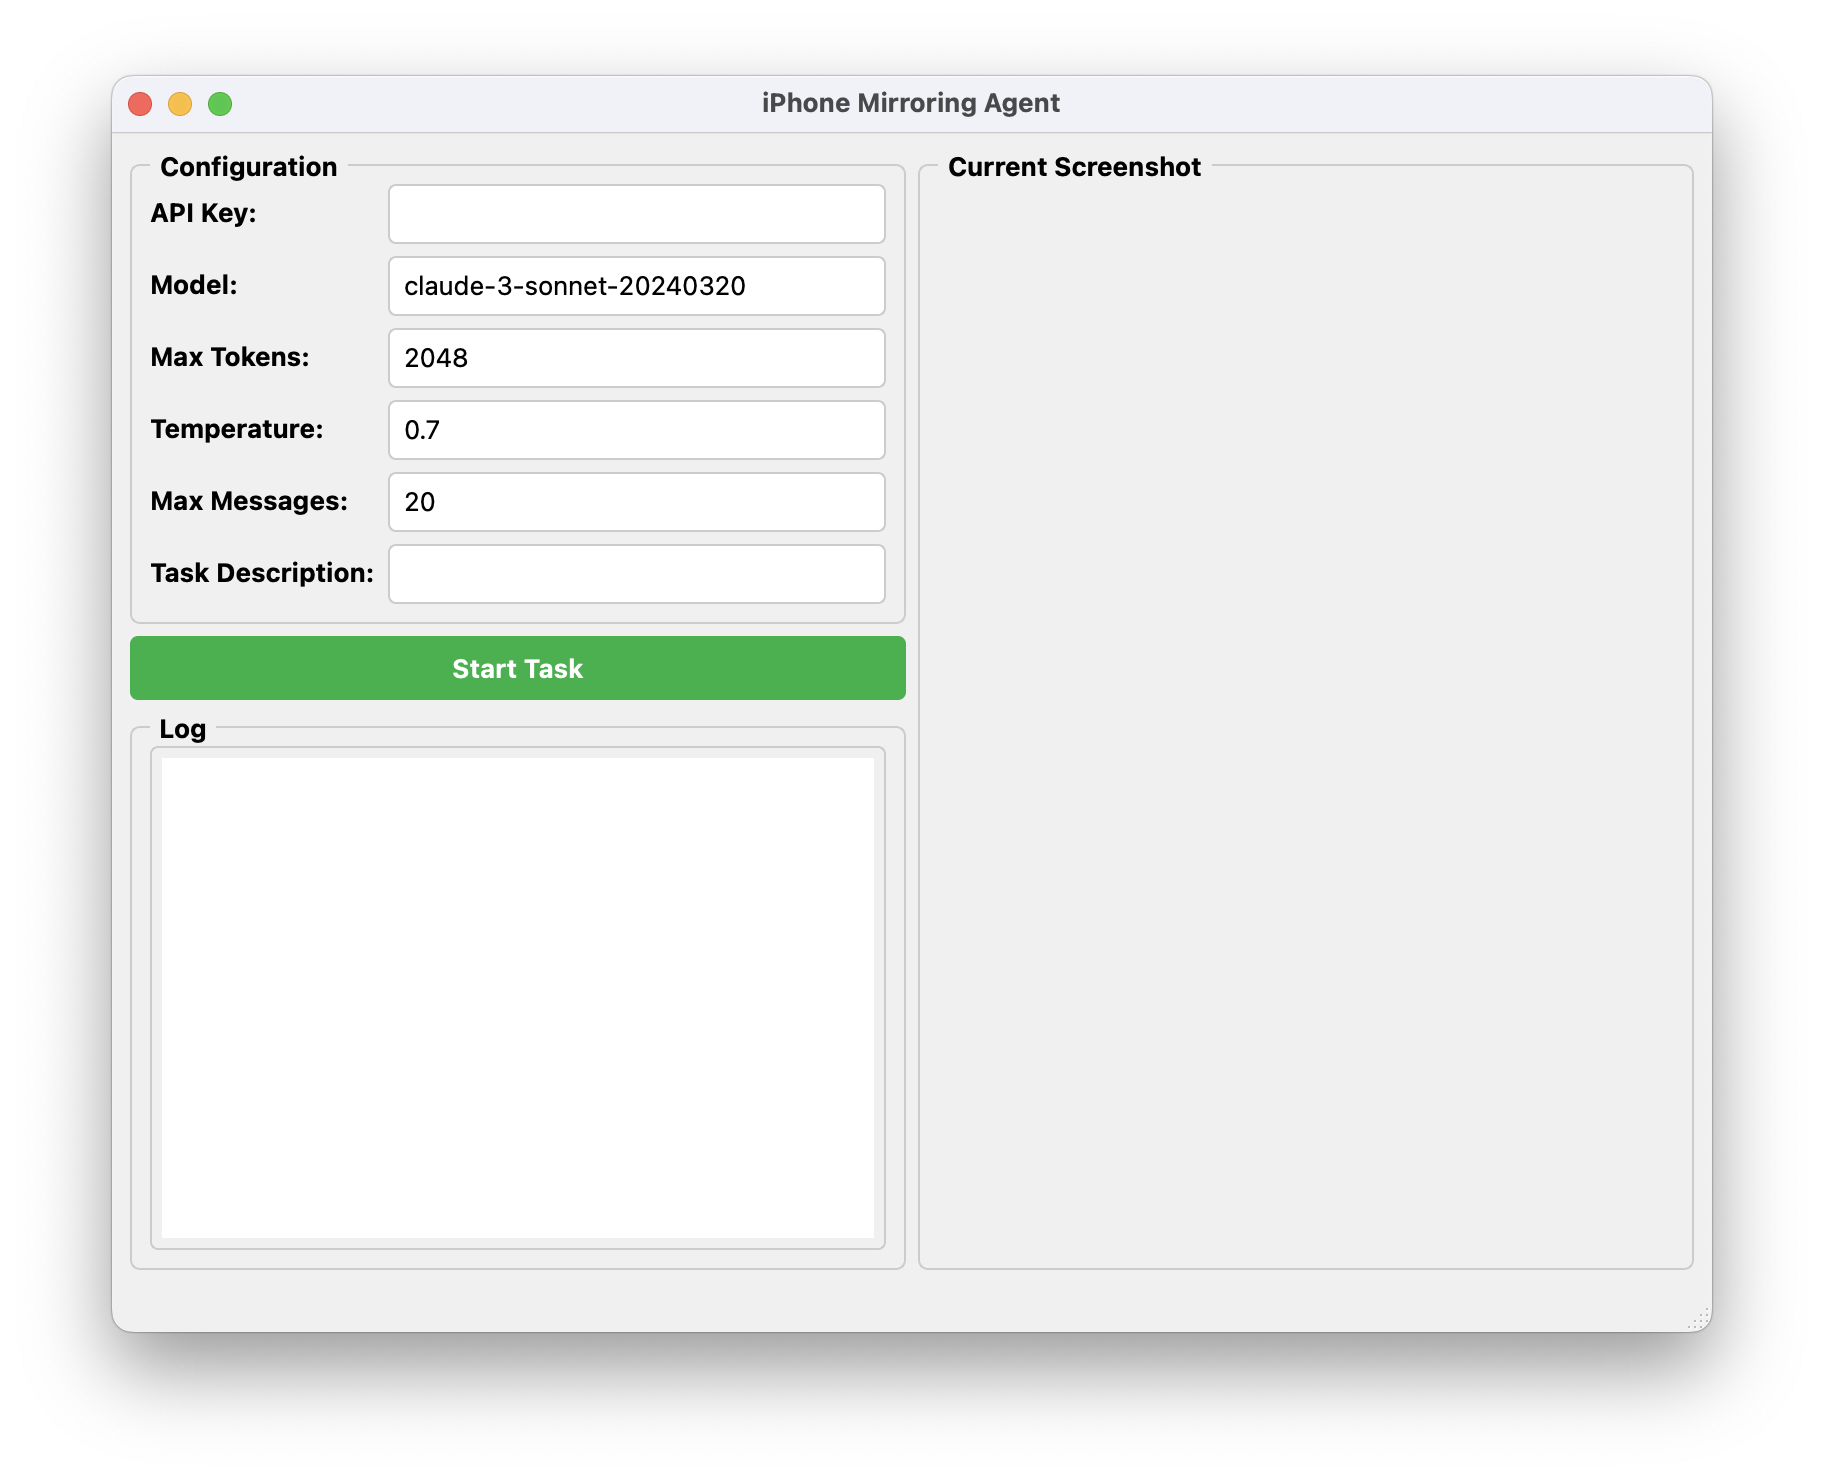 iPhone Mirroring Agent
Configuration
API Key:
Model: claude-3-sonnet-20240320
Max Tokens: 2048
Temperature: 0.7
Max Messages: 20
Task Description:
Start Task
Log
Current Screenshot